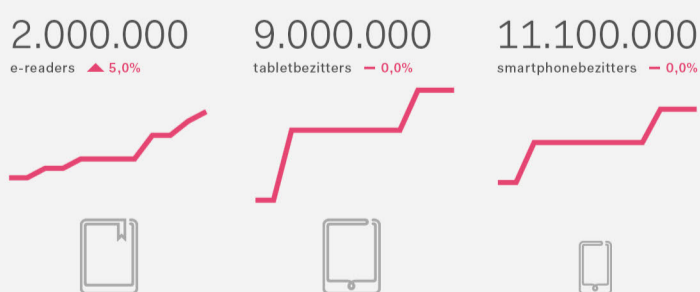 2.000.000
e-readers ▲ 5,0%
9.000.000
tabletbezitters – 0,0%
11.100.000
smartphonebezitters – 0,0%